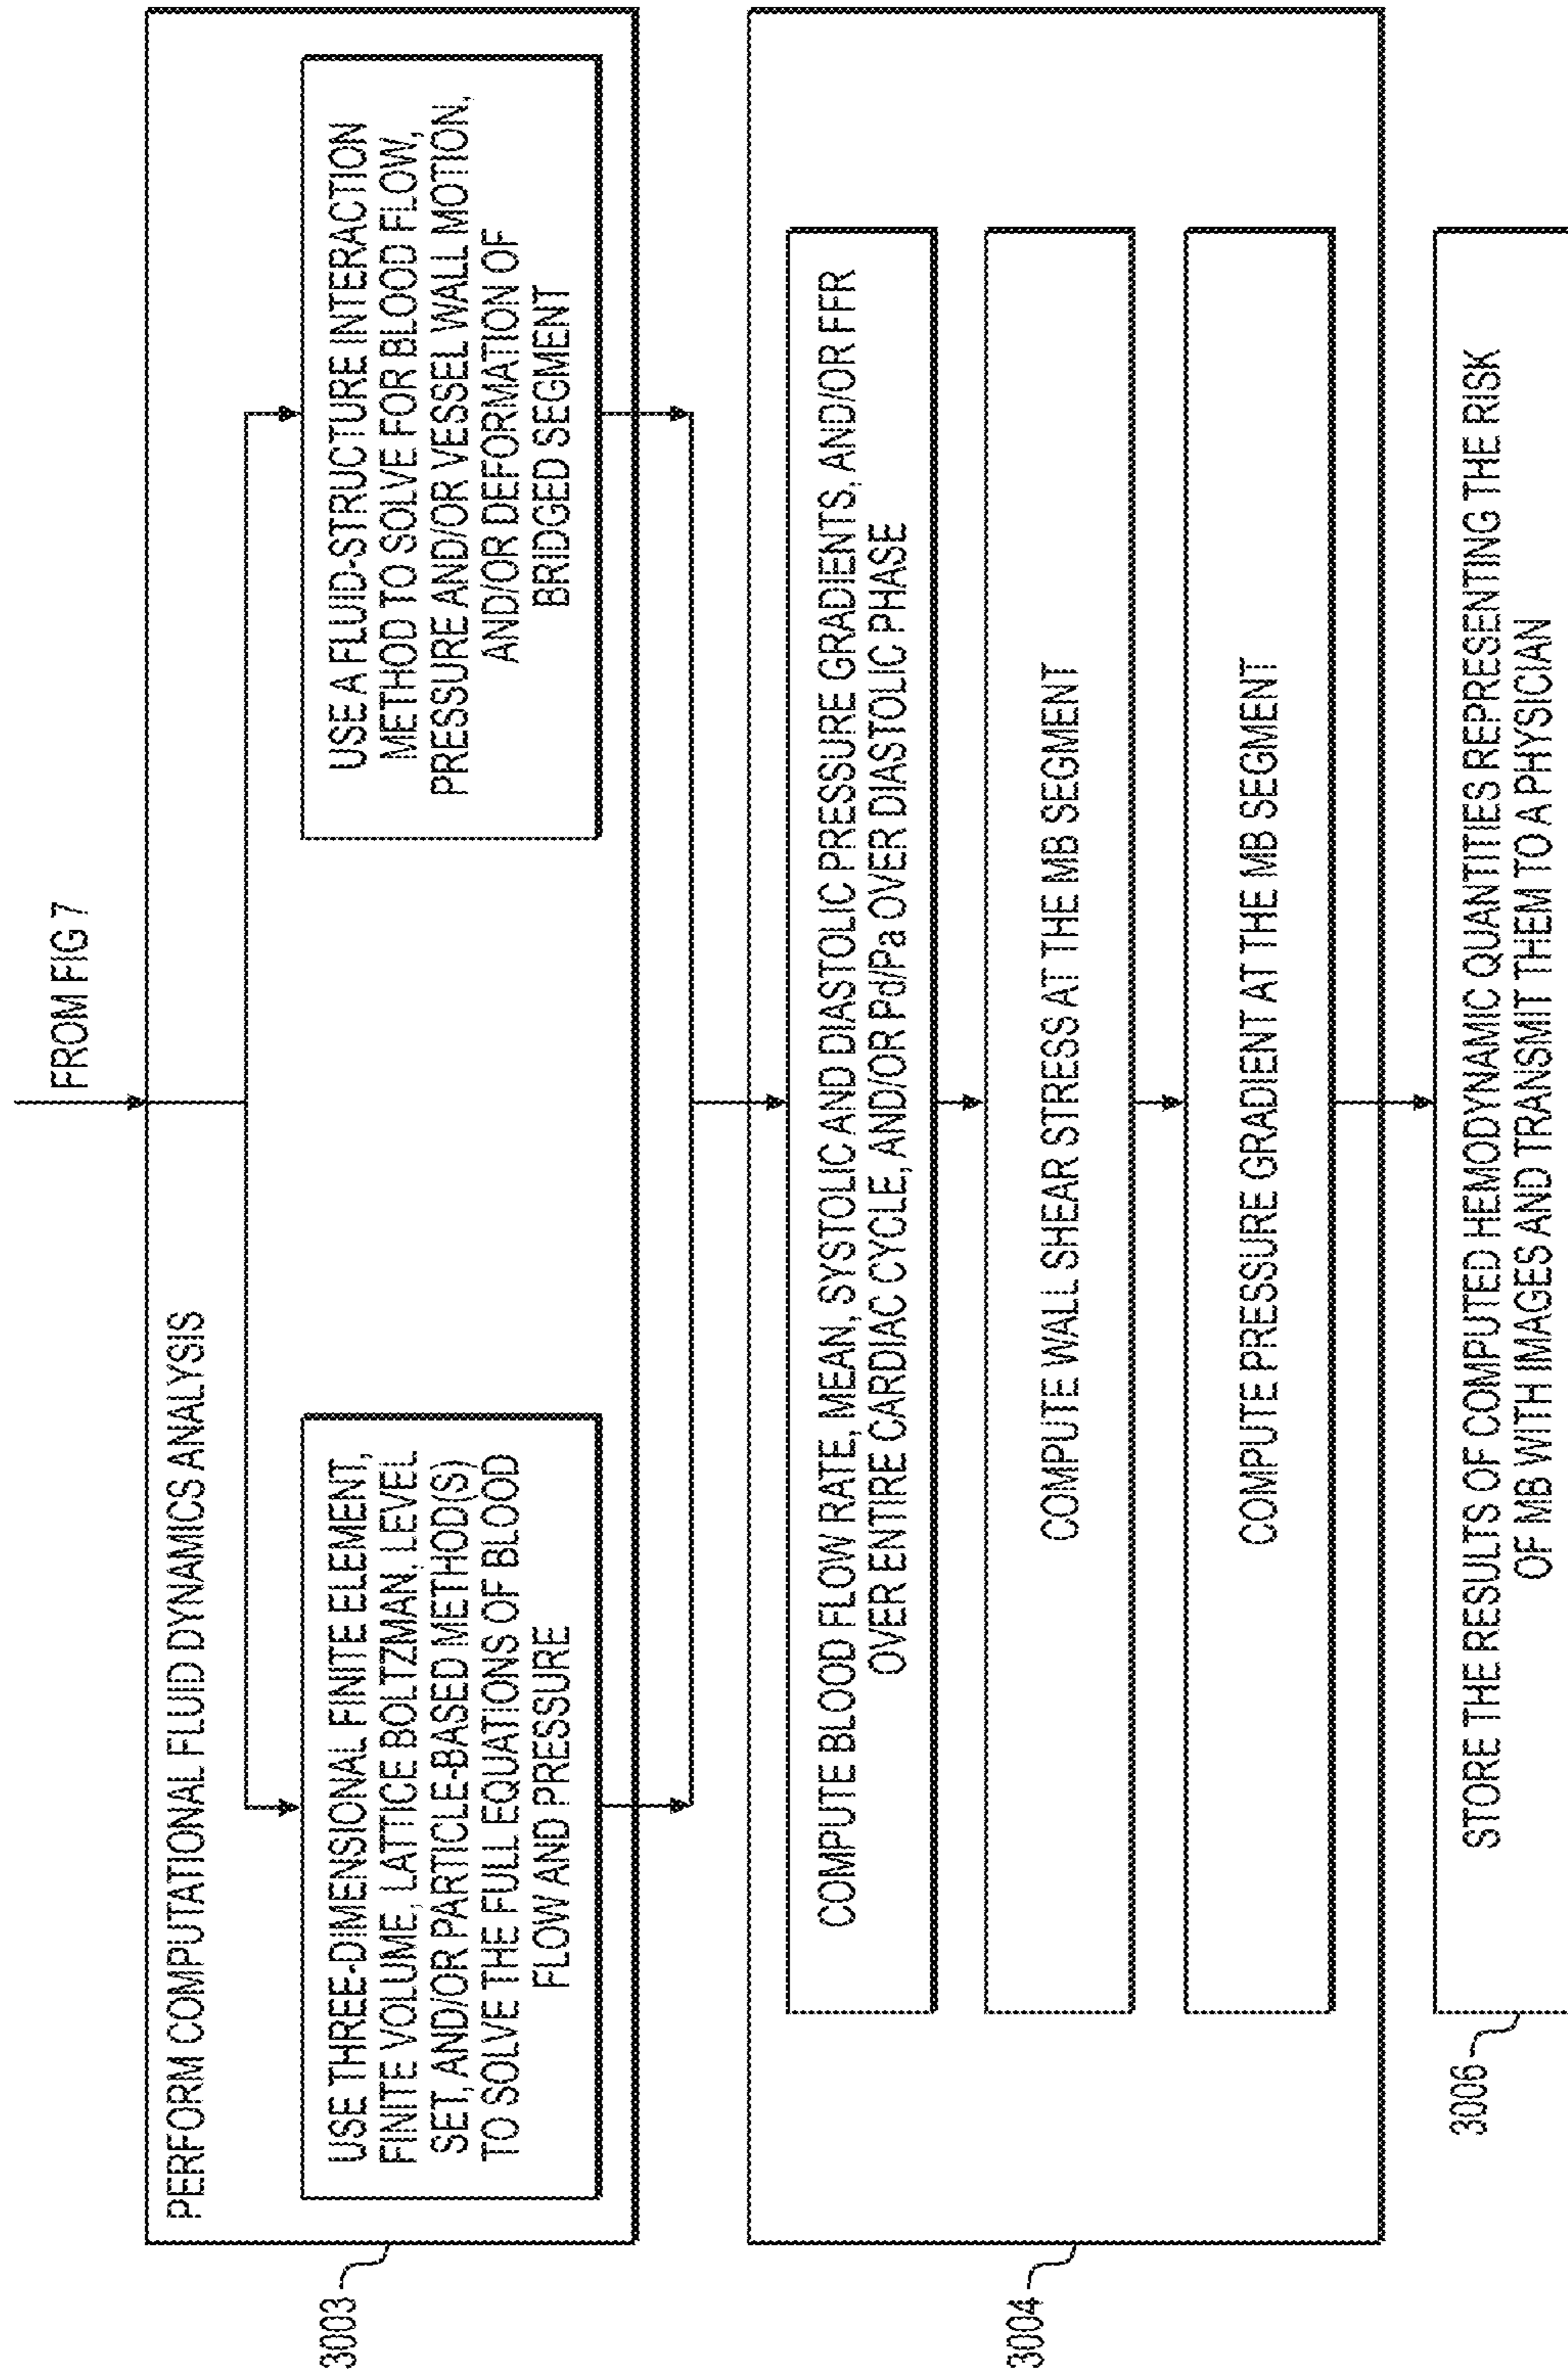 FROM FIG 7
PERFORM COMPUTATIONAL FLUID DYNAMICS ANALYSIS
USE THREE-DIMENSIONAL FINITE ELEMENT,
FINITE VOLUME, LATTICE BOLTZMAN, LEVEL
SET, AND/OR PARTICLE-BASED METHOD(S)
TO SOLVE THE FULL EQUATIONS OF BLOOD
FLOW AND PRESSURE
USE A FLUID-STRUCTURE INTERACTION
METHOD TO SOLVE FOR BLOOD FLOW,
PRESSURE AND/OR VESSEL WALL MOTION,
AND/OR DEFORMATION OF
BRIDGED SEGMENT
3003
COMPUTE BLOOD FLOW RATE, MEAN, SYSTOLIC AND DIASTOLIC PRESSURE GRADIENTS, AND/OR FFR
OVER ENTIRE CARDIAC CYCLE, AND/OR Pd/Pa OVER DIASTOLIC PHASE
COMPUTE WALL SHEAR STRESS AT THE MB SEGMENT
COMPUTE PRESSURE GRADIENT AT THE MB SEGMENT
3004
STORE THE RESULTS OF COMPUTED HEMODYNAMIC QUANTITIES REPRESENTING THE RISK
OF MB WITH IMAGES AND TRANSMIT THEM TO A PHYSICIAN
3006